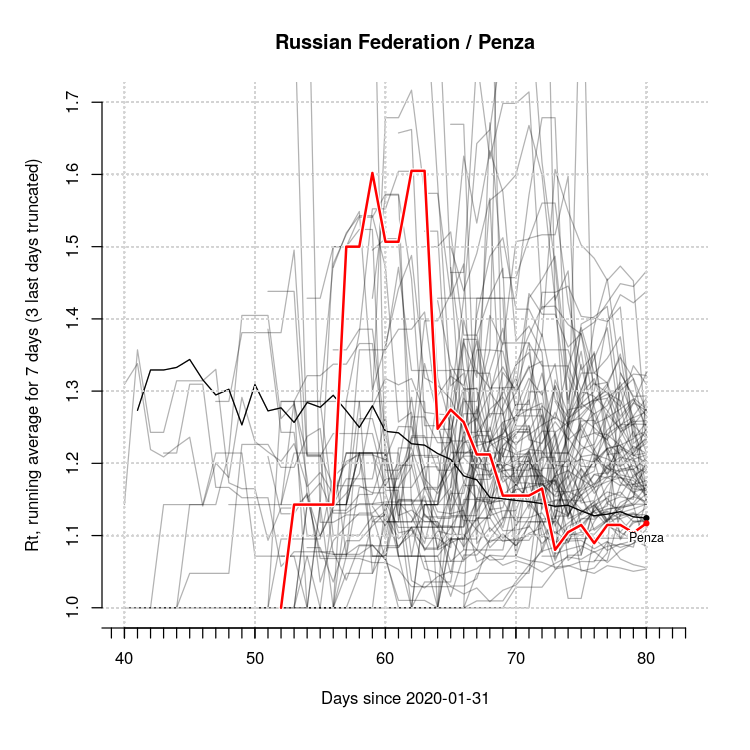 Russian Federation / Penza
Rt, running average for 7 days (3 last days truncated)
1.7
1.6
1.5
1.4
1.3
1.2
1.1
1.0
Penza
40 50 60 70 80
Days since 2020-01-31